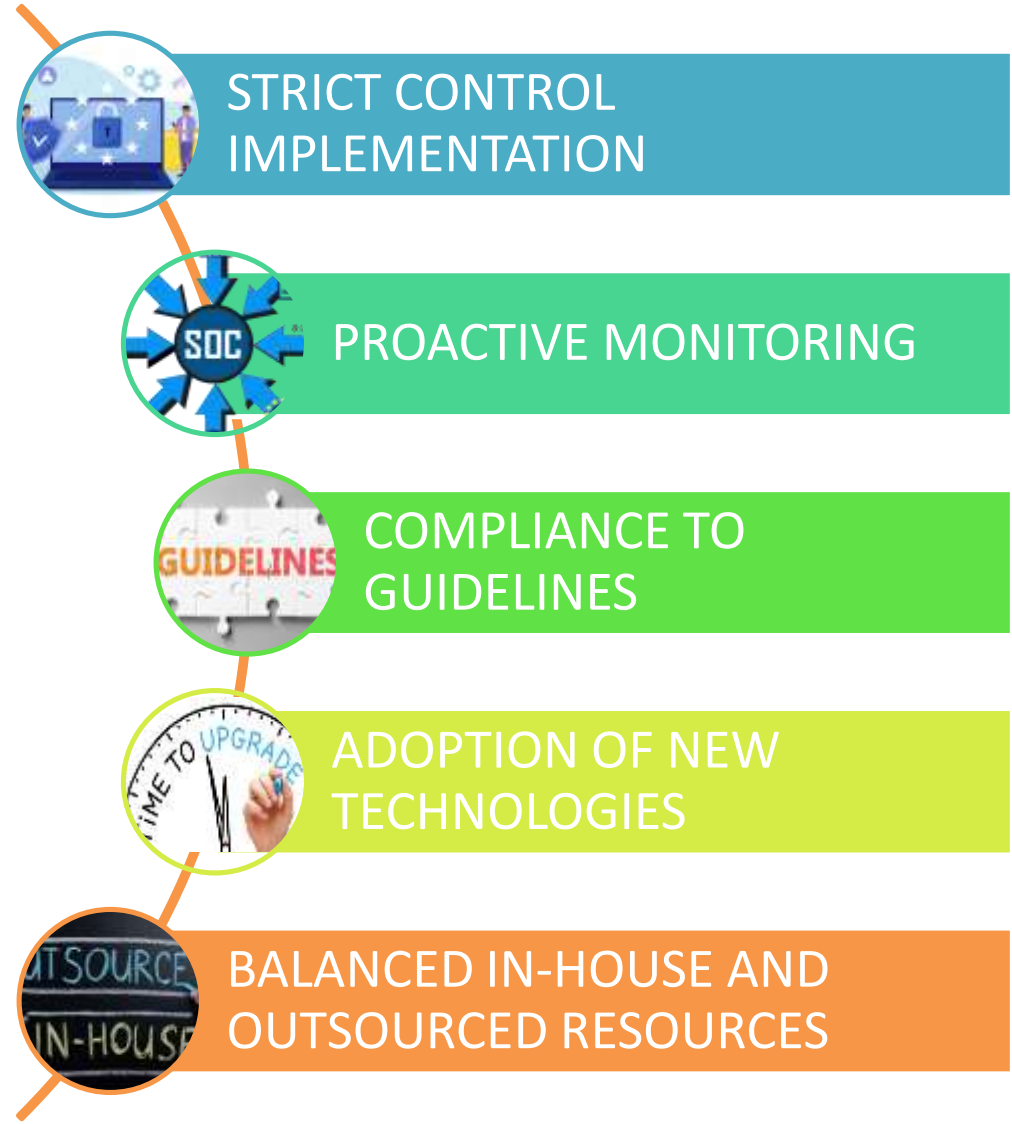 STRICT CONTROL
IMPLEMENTATION
SOC
PROACTIVE MONITORING
GUIDELINES
COMPLIANCE TO
GUIDELINES
TIME TO UPGRADE
ADOPTION OF NEW
TECHNOLOGIES
UTSOURCE
IN-HOUSE
BALANCED IN-HOUSE AND
OUTSOURCED RESOURCES